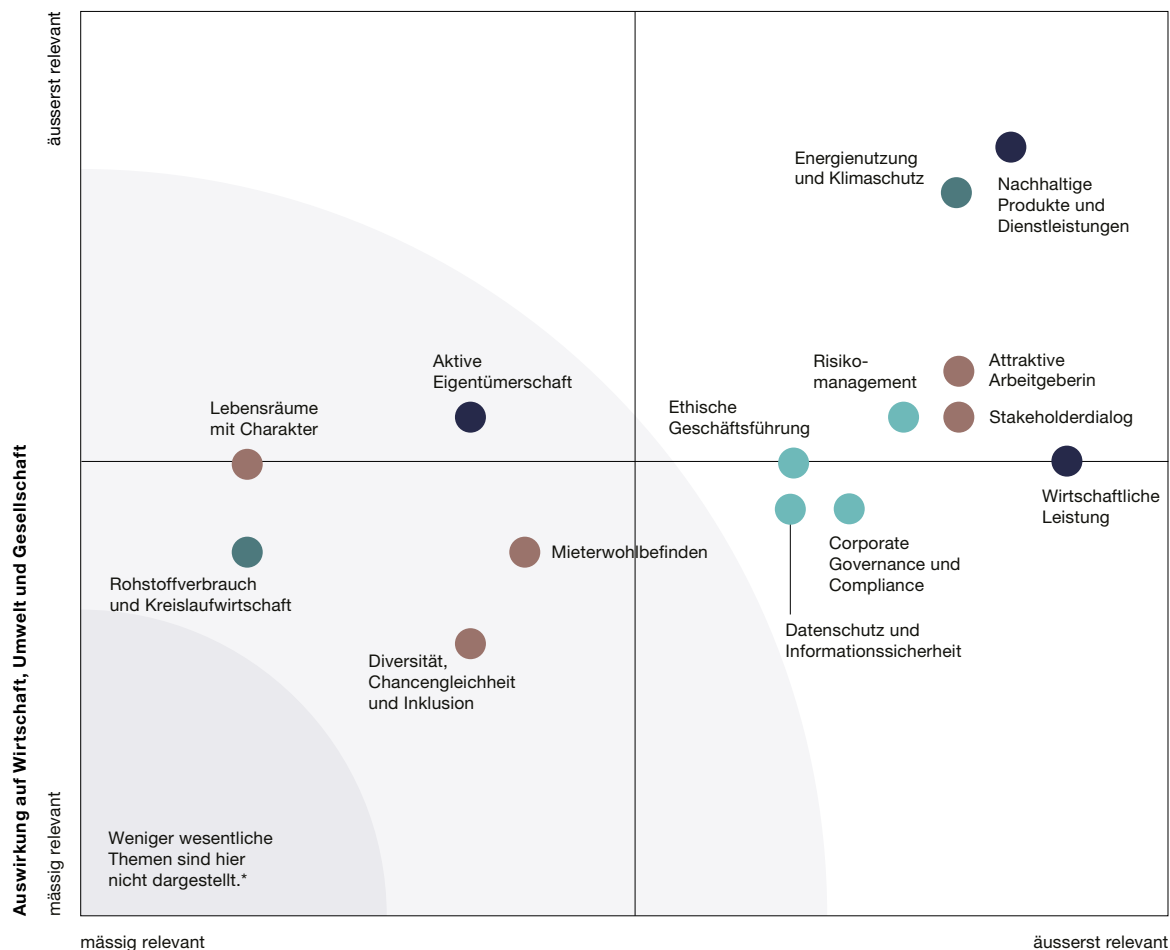 äusserst relevant
Energienutzung
und Klimaschutz
Nachhaltige
Produkte und
Dienstleistungen
Aktive
Eigentümerschaft
Risiko-
management
Attraktive
Arbeitgeberin
Lebensräume
mit Charakter
Ethische
Geschäftsführung
Stakeholderdialog
Wirtschaftliche
Leistung
Mieterwohlbefinden
Corporate
Governance und
Compliance
Rohstoffverbrauch
und Kreislaufwirtschaft
Datenschutz und
Informationssicherheit
Diversität,
Chancengleichheit
und Inklusion
Auswirkung auf Wirtschaft, Umwelt und Gesellschaft
mässig relevant
Weniger wesentliche
Themen sind hier
nicht dargestellt.*
mässig relevant
äusserst relevant